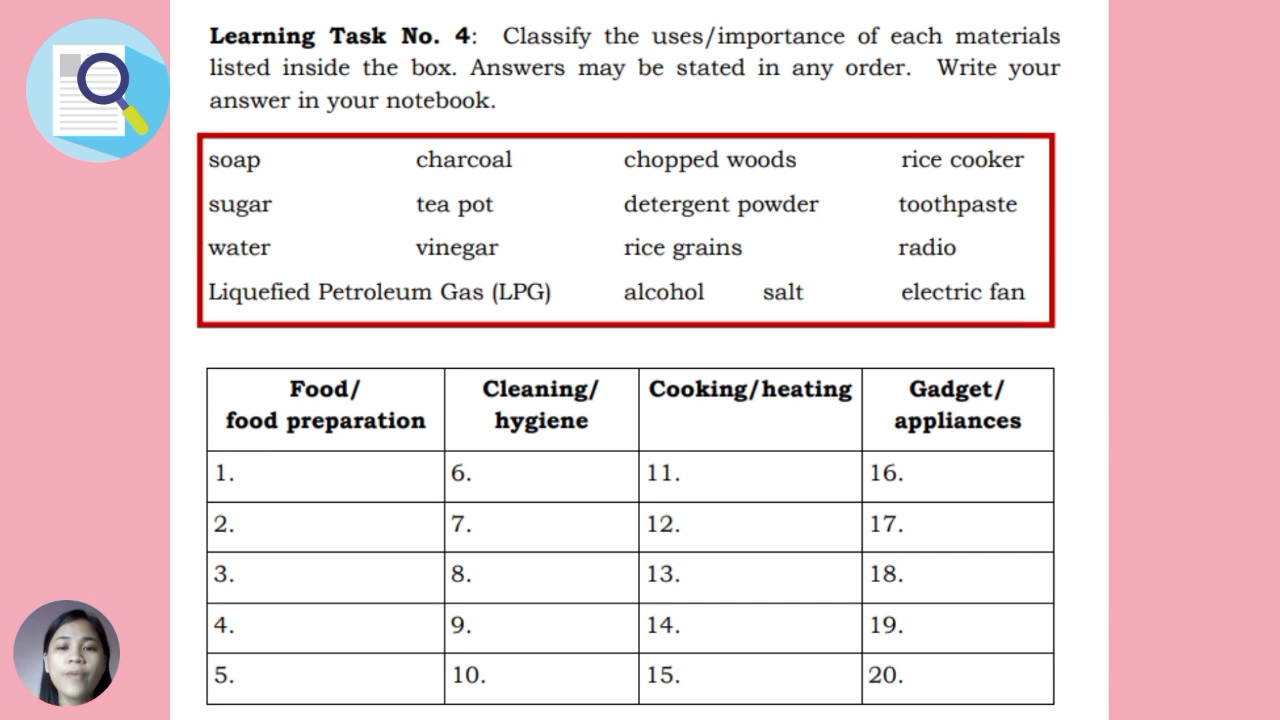 Learning Task No. 4: Classify the uses/importance of each materials
listed inside the box. Answers may be stated in any order. Write your
answer in your notebook.
soap charcoal chopped woods rice cooker
sugar tea pot detergent powder toothpaste
water vinegar rice grains radio
Liquefied Petroleum Gas (LPG) alcohol salt electric fan
Food/ Cleaning/ Cooking/heating Gadget/
food preparation hygiene appliances
1. 6. 11. 16.
2. 7. 12. 17.
3. 8. 13. 18.
4. 9. 14. 19.
5. 10. 15. 20.